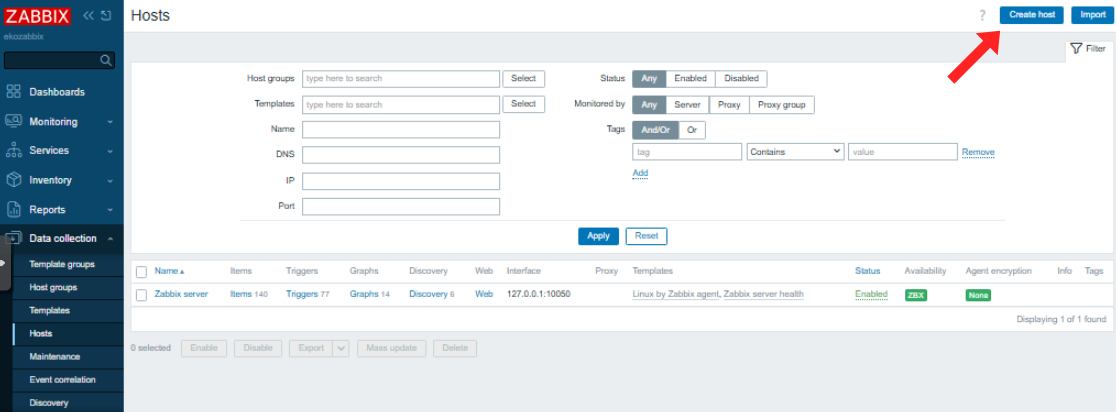 ZABBIX
ekozabbix
Dashboards
Monitoring
Services
Inventory
Reports
Data collection
Template groups
Host groups
Templates
Hosts
Maintenance
Event correlation
Discovery
Hosts
? Create host Import
Filter
Host groups type here to search Select
Templates type here to search Select
Name
DNS
IP
Port
Status Any Enabled Disabled
Monitored by Any Server Proxy Proxy group
Tags And/Or Or
tag Contains value Remove
Add
Apply Reset
Name Items Triggers Graphs Discovery Web Interface Proxy Templates Status Availability Agent encryption Info Tags
Zabbix server Items 140 Triggers 77 Graphs 14 Discovery 6 Web 127.0.0.1:10050 Linux by Zabbix agent, Zabbix server health Enabled ZBX None
Displaying 1 of 1 found
0 selected Enable Disable Export Mass update Delete